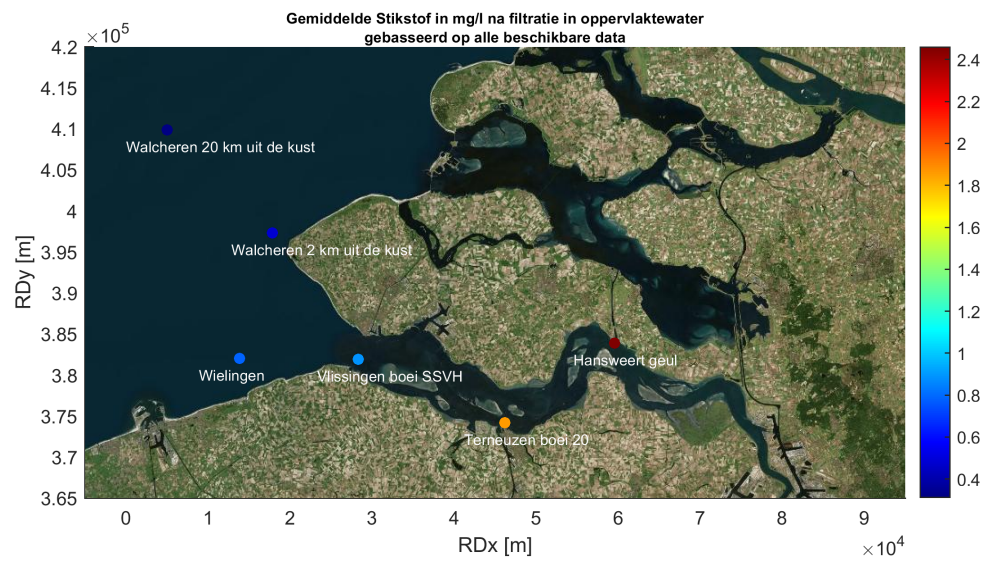 Gemiddelde Stikstof in mg/l na filtratie in oppervlaktewater
gebasseerd op alle beschikbare data
×10⁵
4.2
4.15
4.1
4.05
4
3.95
3.9
3.85
3.8
3.75
3.7
3.65
RDy [m]
Walcheren 20 km uit de kust
Walcheren 2 km uit de kust
Wielingen
Vlissingen boei SSVH
Hansweert geul
Terneuzen boei 20
0 1 2 3 4 5 6 7 8 9
RDx [m]
×10⁴
2.4
2.2
2
1.8
1.6
1.4
1.2
1
0.8
0.6
0.4